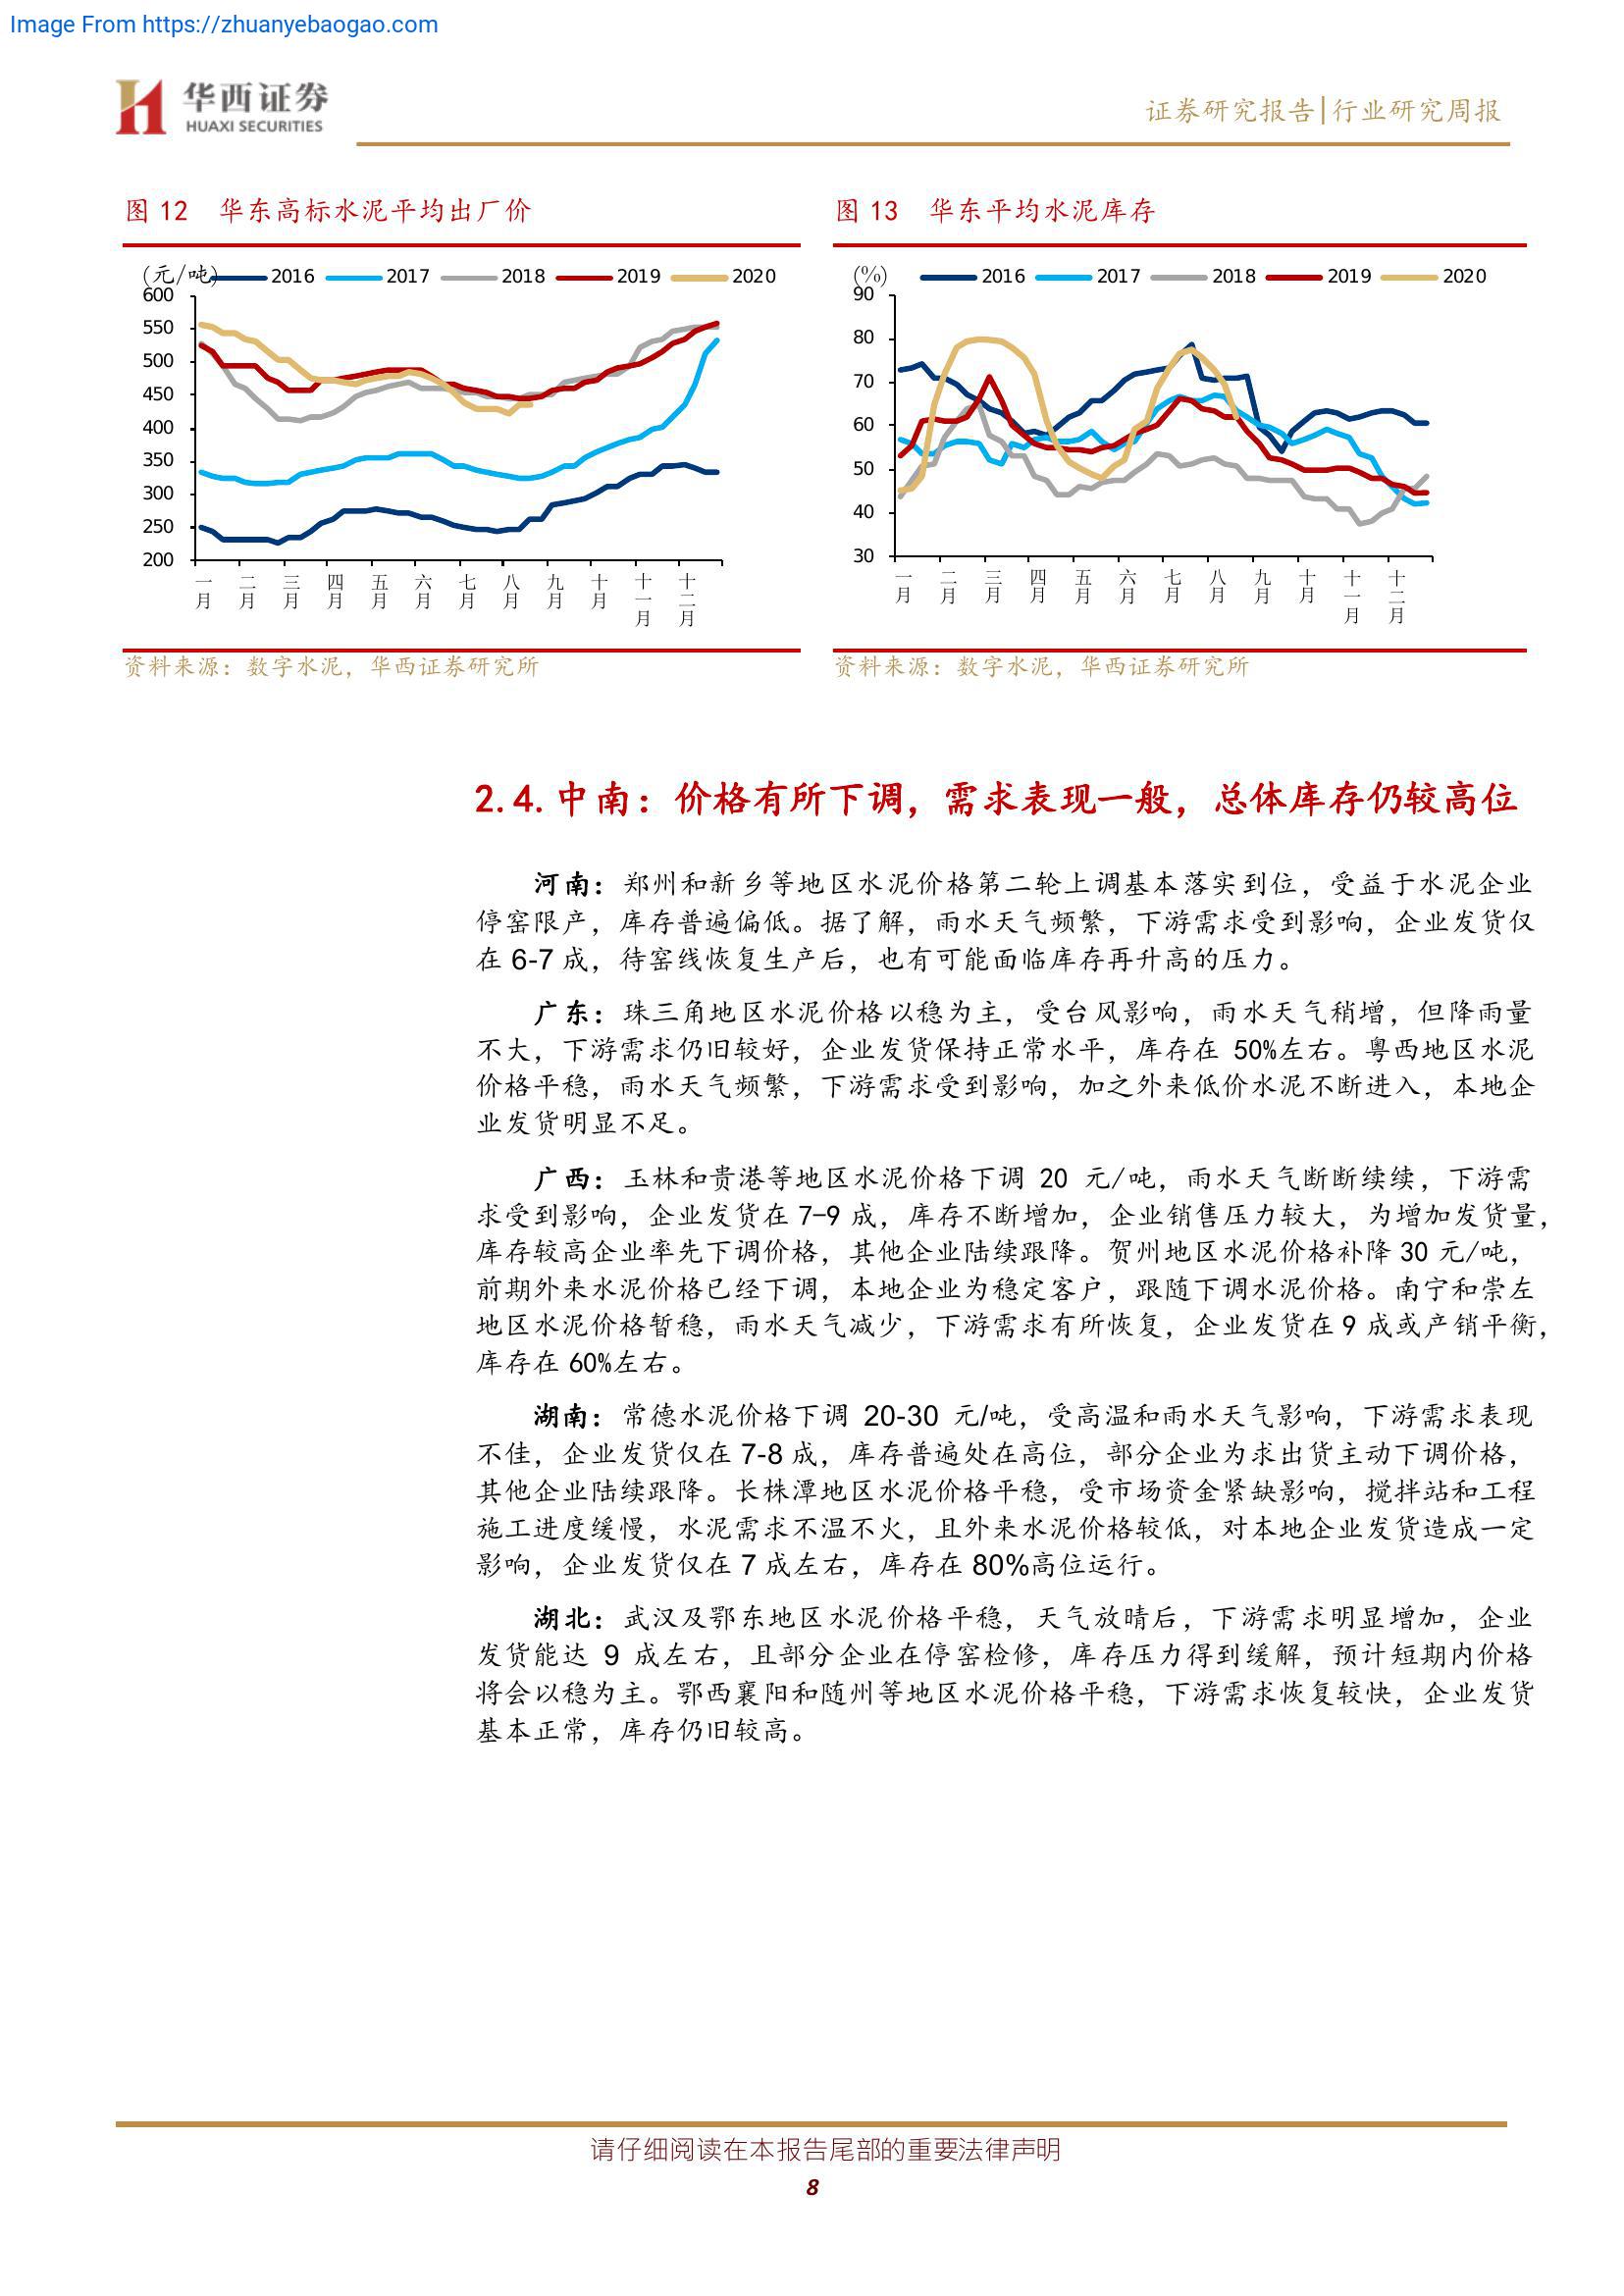 Image From https://zhuanyebaogao.com
华西证券
HUAXI SECURITIES
证券研究报告|行业研究周报
图 12 华东高标水泥平均出厂价
(元/吨)
2016 2017 2018 2019 2020
600
550
500
450
400
350
300
250
200
一月 二月 三月 四月 五月 六月 七月 八月 九月 十月 十一月 十二月
资料来源：数字水泥，华西证券研究所
图 13 华东平均水泥库存
(%)
2016 2017 2018 2019 2020
90
80
70
60
50
40
30
一月 二月 三月 四月 五月 六月 七月 八月 九月 十月 十一月 十二月
资料来源：数字水泥，华西证券研究所
2.4.中南：价格有所下调，需求表现一般，总体库存仍较高位
河南：郑州和新乡等地区水泥价格第二轮上调基本落实到位，受益于水泥企业
停窑限产，库存普遍偏低。据了解，雨水天气频繁，下游需求受到影响，企业发货仅
在 6-7 成，待窑线恢复生产后，也有可能面临库存再升高的压力。
广东：珠三角地区水泥价格以稳为主，受台风影响，雨水天气稍增，但降雨量
不大，下游需求仍旧较好，企业发货保持正常水平，库存在 50%左右。粤西地区水泥
价格平稳，雨水天气频繁，下游需求受到影响，加之外来低价水泥不断进入，本地企
业发货明显不足。
广西：玉林和贵港等地区水泥价格下调 20 元/吨，雨水天气断断续续，下游需
求受到影响，企业发货在 7-9 成，库存不断增加，企业销售压力较大，为增加发货量，
库存较高企业率先下调价格，其他企业陆续跟降。贺州地区水泥价格补降 30 元/吨，
前期外来水泥价格已经下调，本地企业为稳定客户，跟随下调水泥价格。南宁和崇左
地区水泥价格暂稳，雨水天气减少，下游需求有所恢复，企业发货在 9 成或产销平衡，
库存在 60%左右。
湖南：常德水泥价格下调 20-30 元/吨，受高温和雨水天气影响，下游需求表现
不佳，企业发货仅在 7-8 成，库存普遍处在高位，部分企业为求出货主动下调价格，
其他企业陆续跟降。长株潭地区水泥价格平稳，受市场资金紧缺影响，搅拌站和工程
施工进度缓慢，水泥需求不温不火，且外来水泥价格较低，对本地企业发货造成一定
影响，企业发货仅在 7 成左右，库存在 80%高位运行。
湖北：武汉及鄂东地区水泥价格平稳，天气放晴后，下游需求明显增加，企业
发货能达 9 成左右，且部分企业在停窑检修，库存压力得到缓解，预计短期内价格
将会以稳为主。鄂西襄阳和随州等地区水泥价格平稳，下游需求恢复较快，企业发货
基本正常，库存仍旧较高。
请仔细阅读在本报告尾部的重要法律声明
8